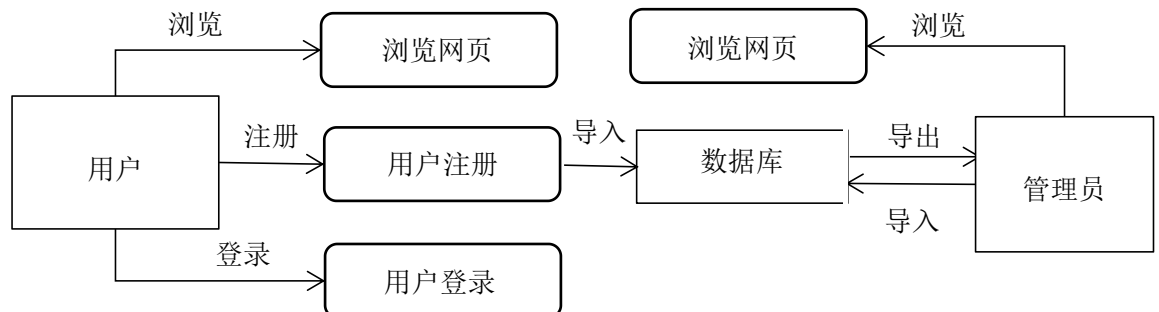 浏览
浏览网页
浏览网页
浏览
用户
注册
用户注册
导入
数据库
导出
导入
管理员
登录
用户登录